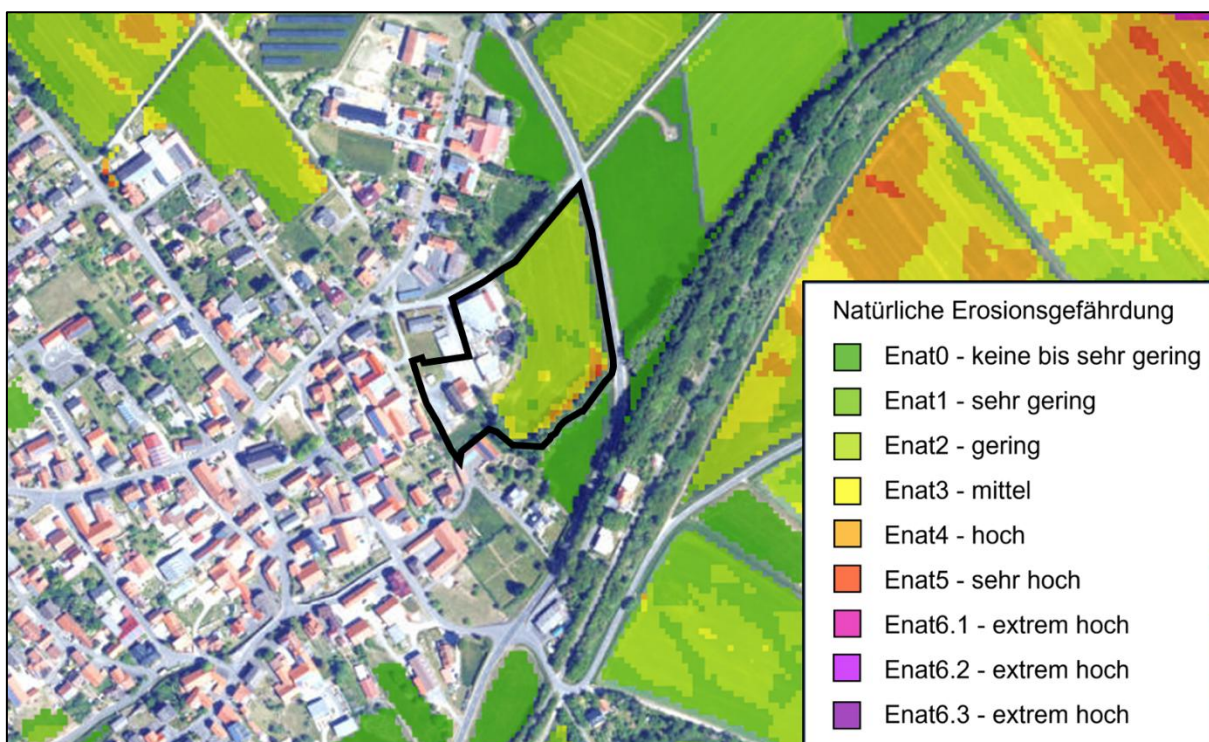 Natürliche Erosionsgefährdung
Enat0 - keine bis sehr gering
Enat1 - sehr gering
Enat2 - gering
Enat3 - mittel
Enat4 - hoch
Enat5 - sehr hoch
Enat6.1 - extrem hoch
Enat6.2 - extrem hoch
Enat6.3 - extrem hoch